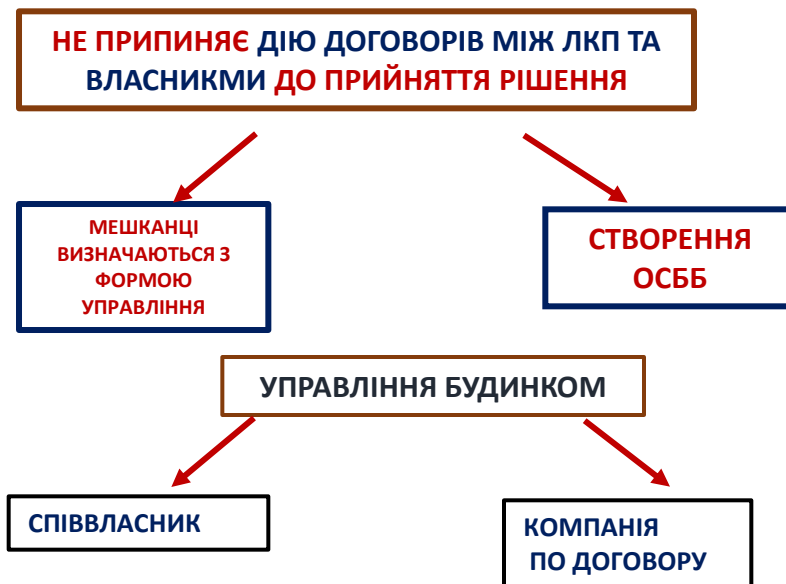 НЕ ПРИПИНЯЄ ДІЮ ДОГОВОРІВ МІЖ ЛКП ТА
ВЛАСНИКМИ ДО ПРИЙНЯТТЯ РІШЕННЯ
МЕШКАНЦІ
ВИЗНАЧАЮТЬСЯ З
ФОРМОЮ
УПРАВЛІННЯ
СТВОРЕННЯ
ОСББ
УПРАВЛІННЯ БУДИНКОМ
СПІВВЛАСНИК
КОМПАНІЯ
ПО ДОГОВОРУ